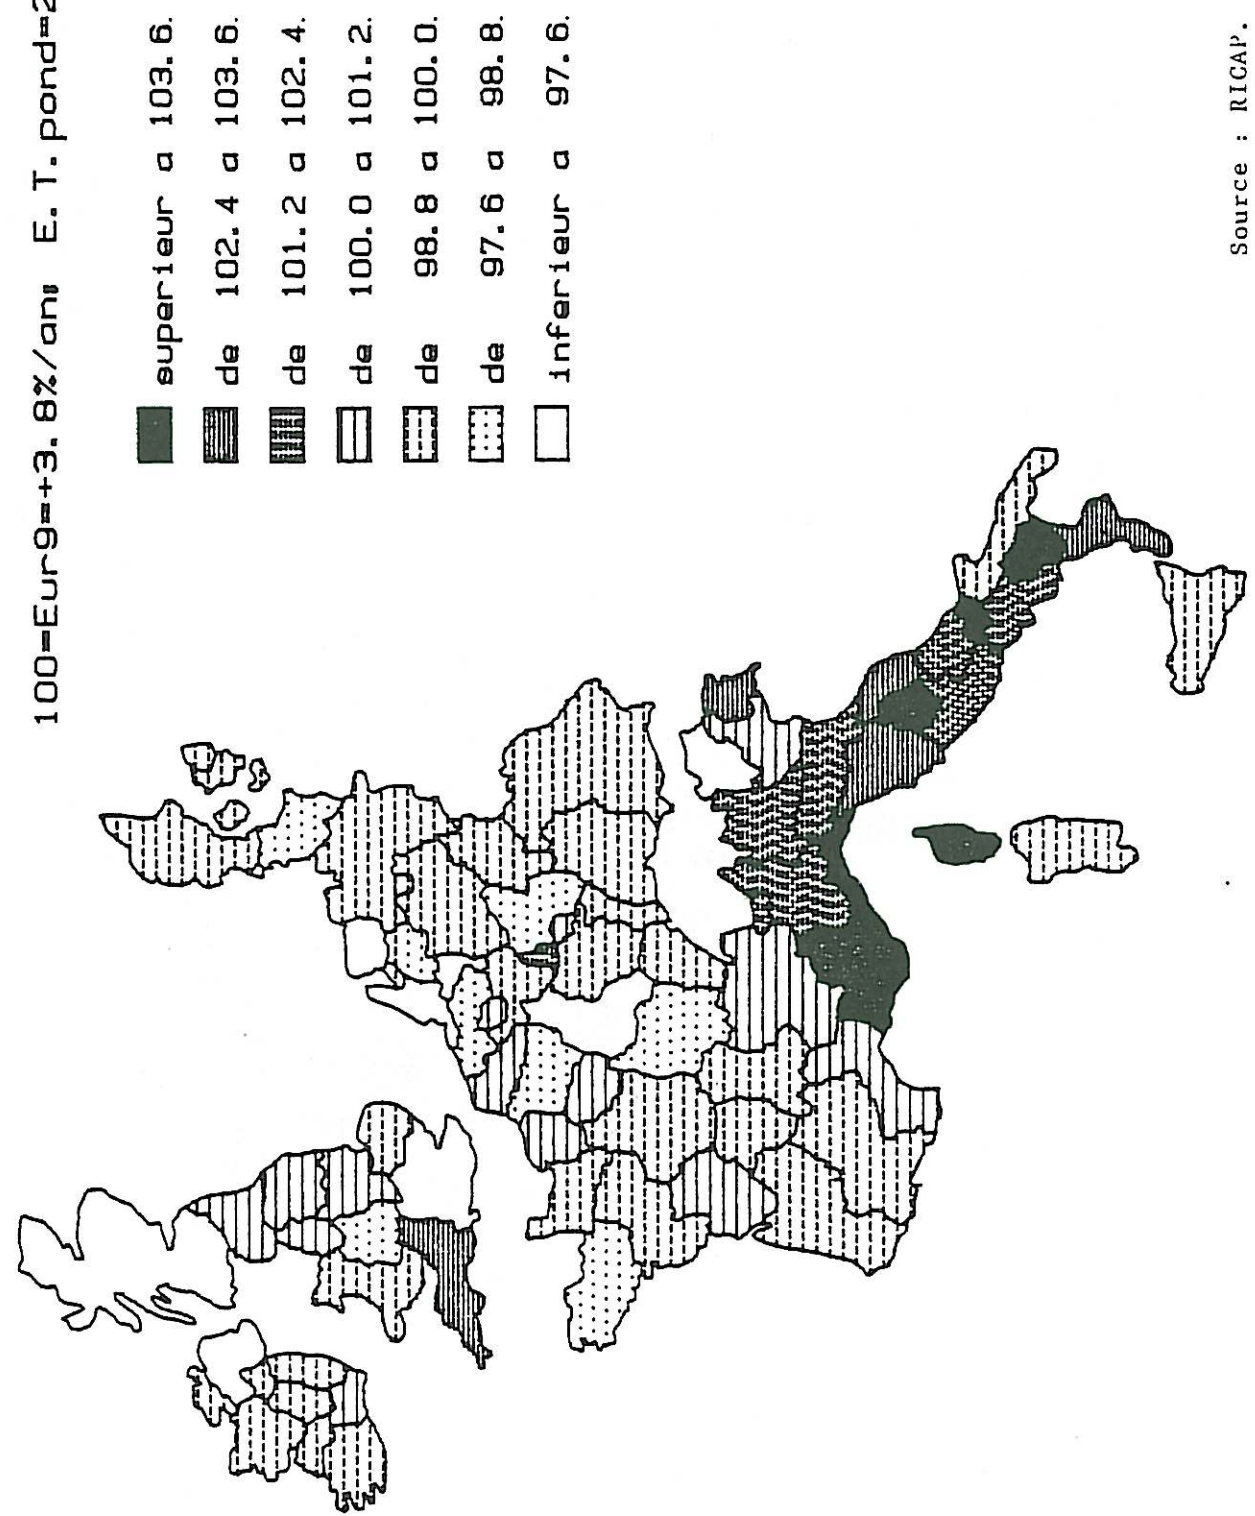 100=Eur9=+3.8%/an: E.T.pond=2
superieur a 103.6.
de 102.4 a 103.6.
de 101.2 a 102.4.
de 100.0 a 101.2.
de 98.8 a 100.0.
de 97.6 a 98.8.
inferieur a 97.6.
Source : RICAP.